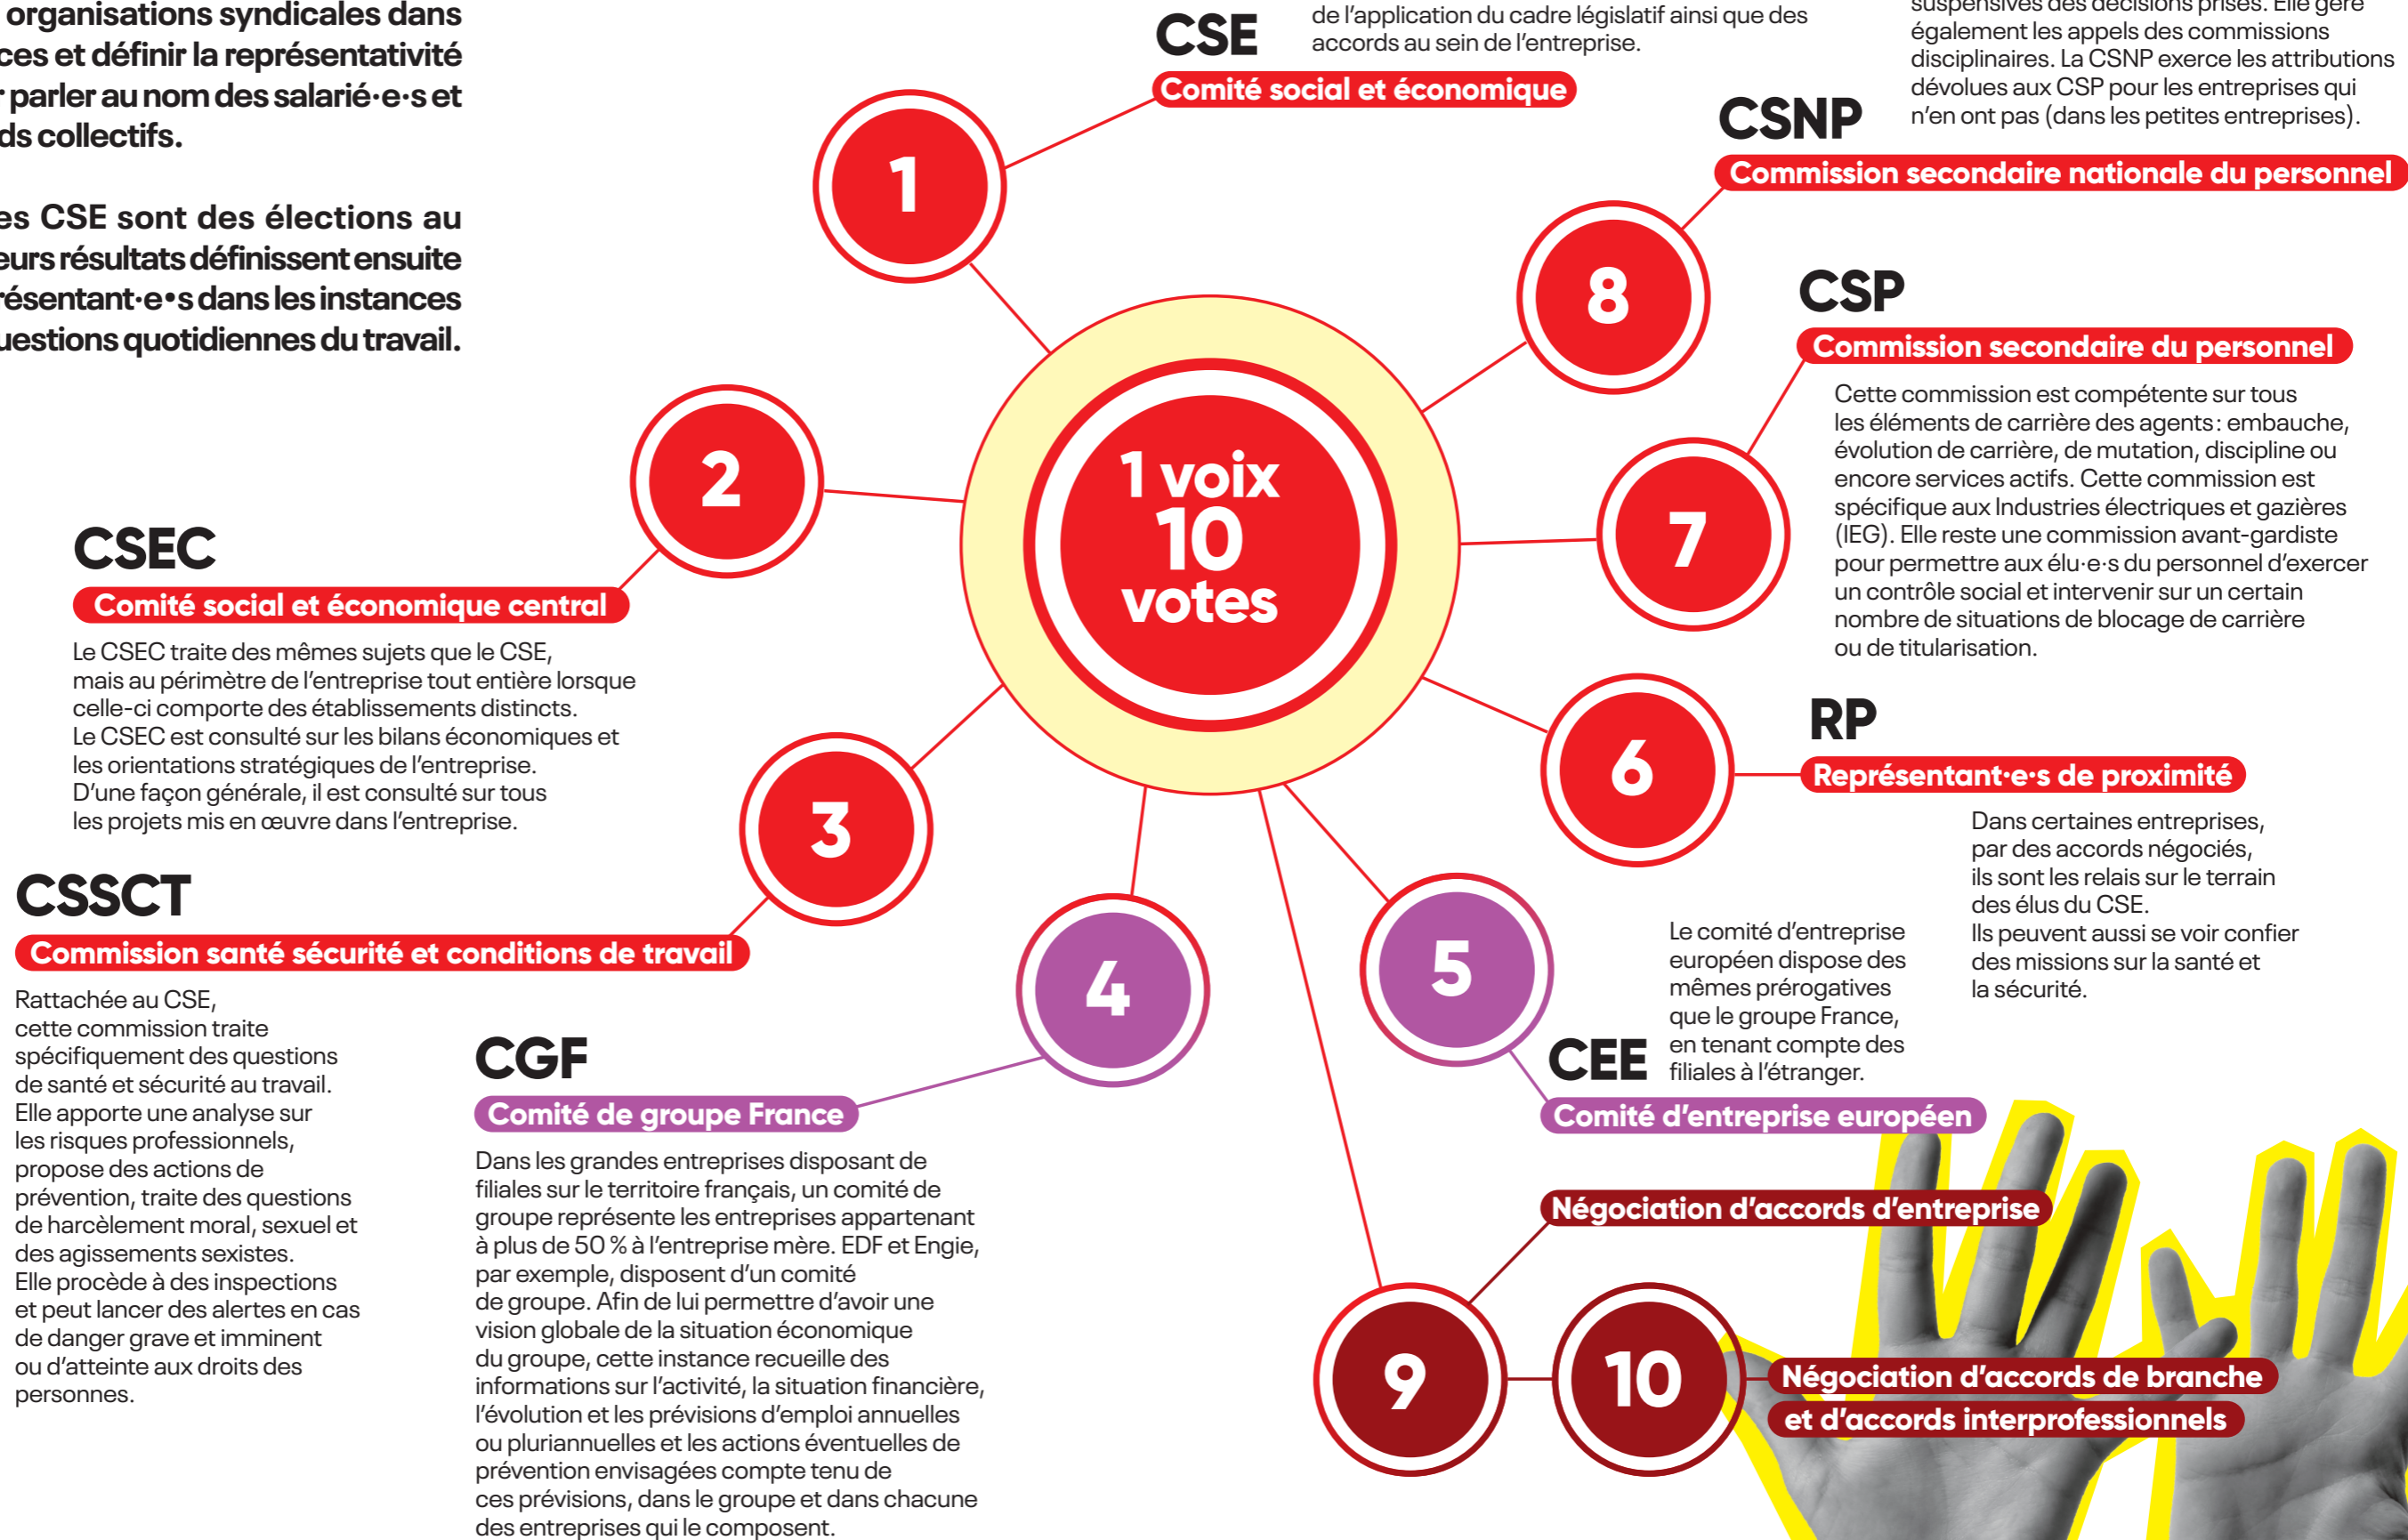 organisations syndicales dans
et définir la représentativité
parler au nom des salarié·e·s et
collectifs.
CSE sont des élections au
résultats définissent ensuite
dans les instances
quotidiennes du travail.
CSE
de l'application du cadre législatif ainsi que des
accords au sein de l'entreprise.
Comité social et économique
suspensives des décisions prises. Elle gère
également les appels des commissions
disciplinaires. La CSNP exerce les attributions
dévolues aux CSP pour les entreprises qui
n'en ont pas (dans les petites entreprises).
CSNP
Commission secondaire nationale du personnel
1
8
CSP
Commission secondaire du personnel
Cette commission est compétente sur tous
les éléments de carrière des agents : embauche,
évolution de carrière, de mutation, discipline ou
encore services actifs. Cette commission est
spécifique aux Industries électriques et gazières
(IEG). Elle reste une commission avant-gardiste
pour permettre aux élu·e·s du personnel d'exercer
un contrôle social et intervenir sur un certain
nombre de situations de blocage de carrière
ou de titularisation.
2
1 voix
10
votes
7
CSEC
Comité social et économique central
Le CSEC traite des mêmes sujets que le CSE,
mais au périmètre de l'entreprise tout entière lorsque
celle-ci comporte des établissements distincts.
Le CSEC est consulté sur les bilans économiques et
les orientations stratégiques de l'entreprise.
D'une façon générale, il est consulté sur tous
les projets mis en œuvre dans l'entreprise.
3
6
RP
Représentant·e·s de proximité
Dans certaines entreprises,
par des accords négociés,
ils sont les relais sur le terrain
des élus du CSE.
Ils peuvent aussi se voir confier
des missions sur la santé et
la sécurité.
CSSCT
Commission santé sécurité et conditions de travail
Rattachée au CSE,
cette commission traite
spécifiquement des questions
de santé et sécurité au travail.
Elle apporte une analyse sur
les risques professionnels,
propose des actions de
prévention, traite des questions
de harcèlement moral, sexuel et
des agissements sexistes.
Elle procède à des inspections
et peut lancer des alertes en cas
de danger grave et imminent
ou d'atteinte aux droits des
personnes.
4
5
CEE
Le comité d'entreprise
européen dispose des
mêmes prérogatives
que le groupe France,
en tenant compte des
filiales à l'étranger.
Comité d'entreprise européen
CGF
Comité de groupe France
Dans les grandes entreprises disposant de
filiales sur le territoire français, un comité de
groupe représente les entreprises appartenant
à plus de 50 % à l'entreprise mère. EDF et Engie,
par exemple, disposent d'un comité
de groupe. Afin de lui permettre d'avoir une
vision globale de la situation économique
du groupe, cette instance recueille des
informations sur l'activité, la situation financière,
l'évolution et les prévisions d'emploi annuelles
ou pluriannuelles et les actions éventuelles de
prévention envisagées compte tenu de
ces prévisions, dans le groupe et dans chacune
des entreprises qui le composent.
Négociation d'accords d'entreprise
9
10
Négociation d'accords de branche
et d'accords interprofessionnels